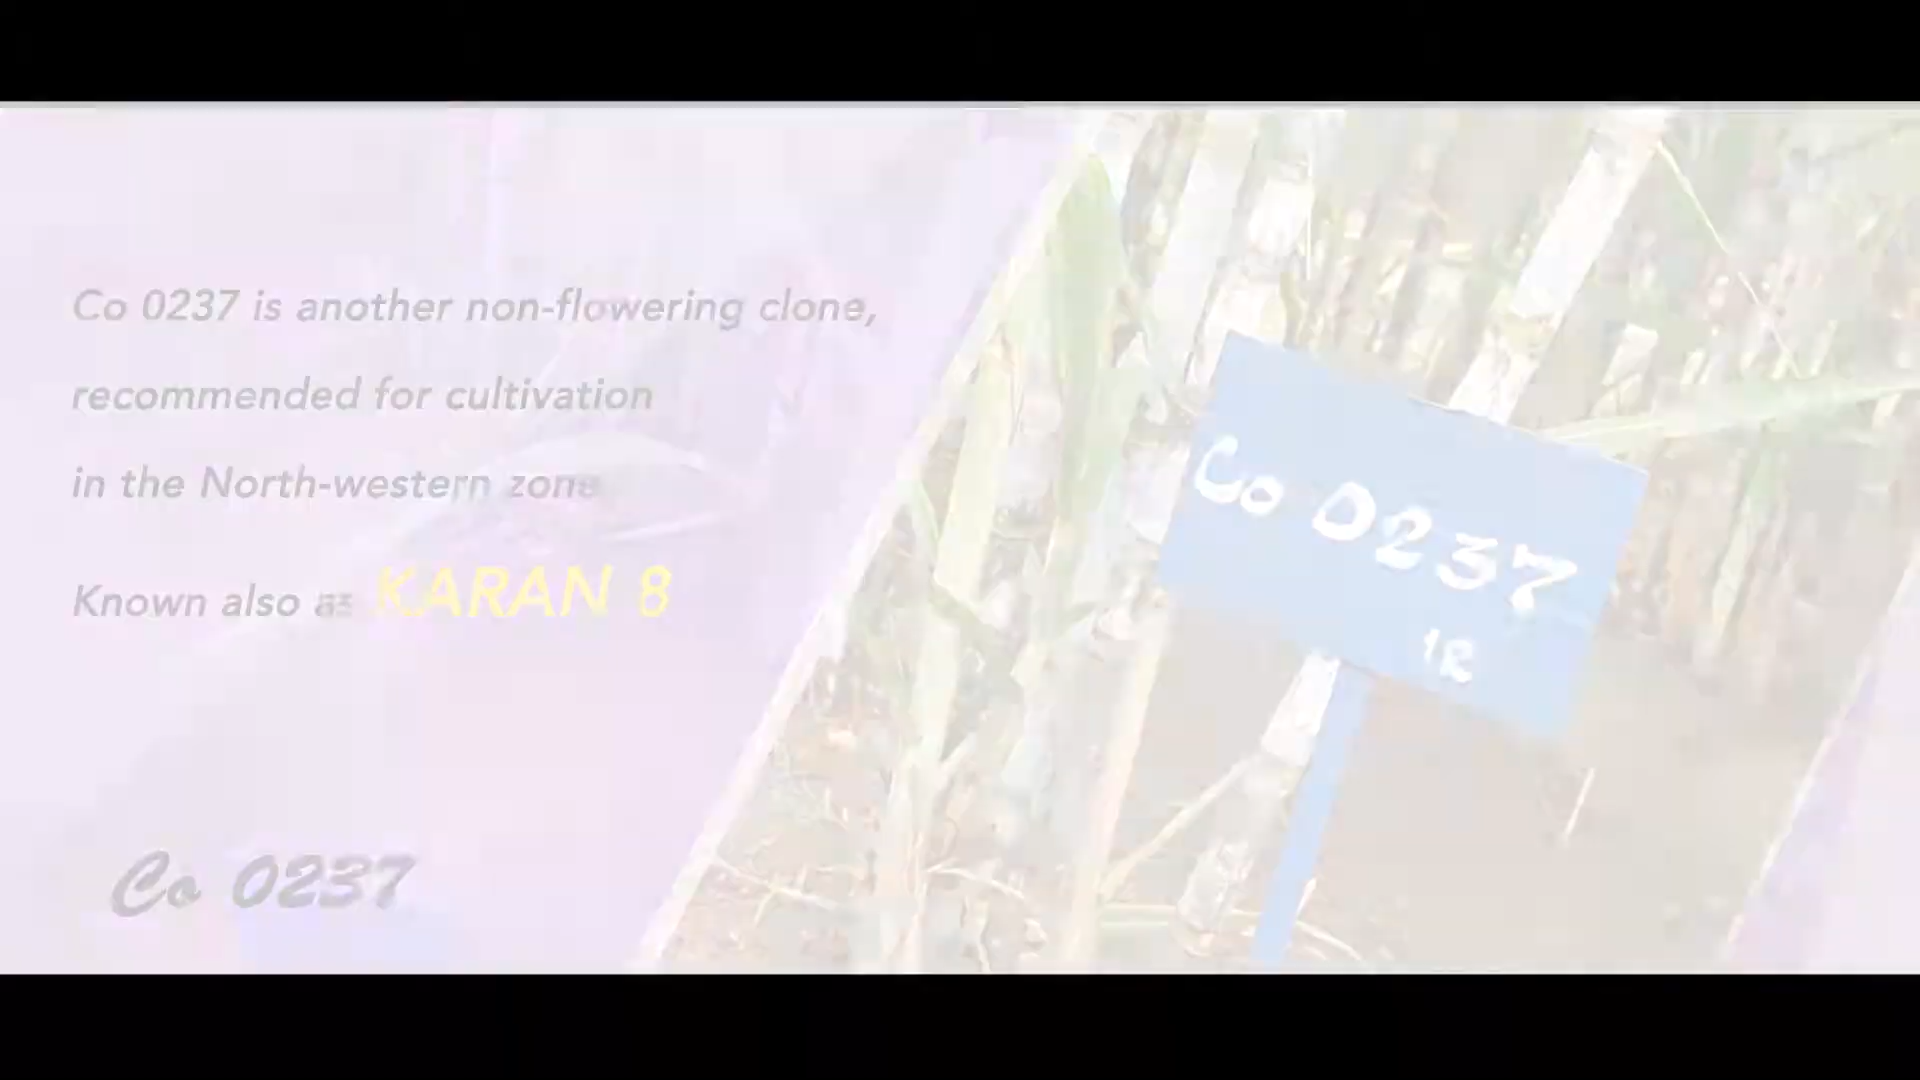 Co 0237 is another non-flowering clone,
recommended for cultivation
in the North-western zone
Known also as KARAN 8
Co 0237
Co 0237
1R